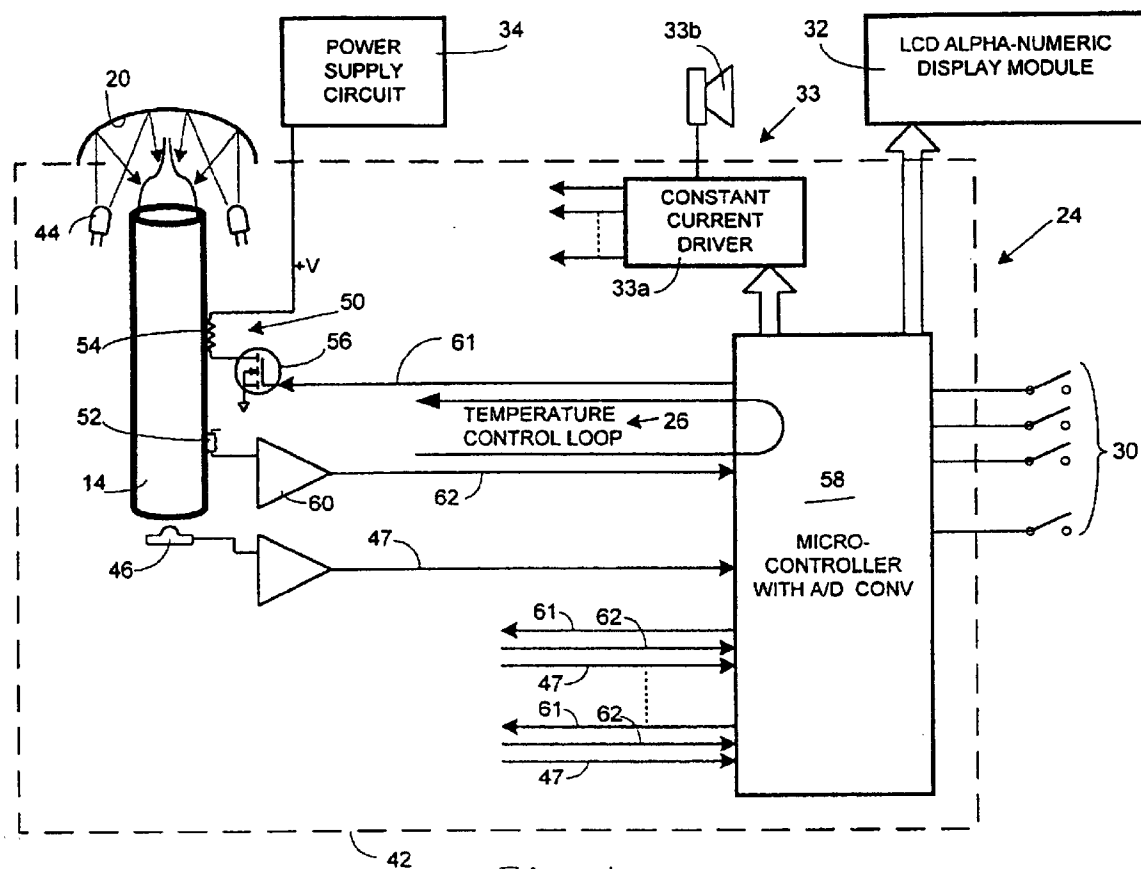 34
POWER
SUPPLY
CIRCUIT
33b
32
LCD ALPHA-NUMERIC
DISPLAY MODULE
20
33
44
CONSTANT
CURRENT
DRIVER
33a
24
+V
50
54
56
61
TEMPERATURE
CONTROL LOOP
26
52
14
60
62
58
MICRO-
CONTROLLER
WITH A/D CONV
30
46
47
61
62
47
61
62
47
42